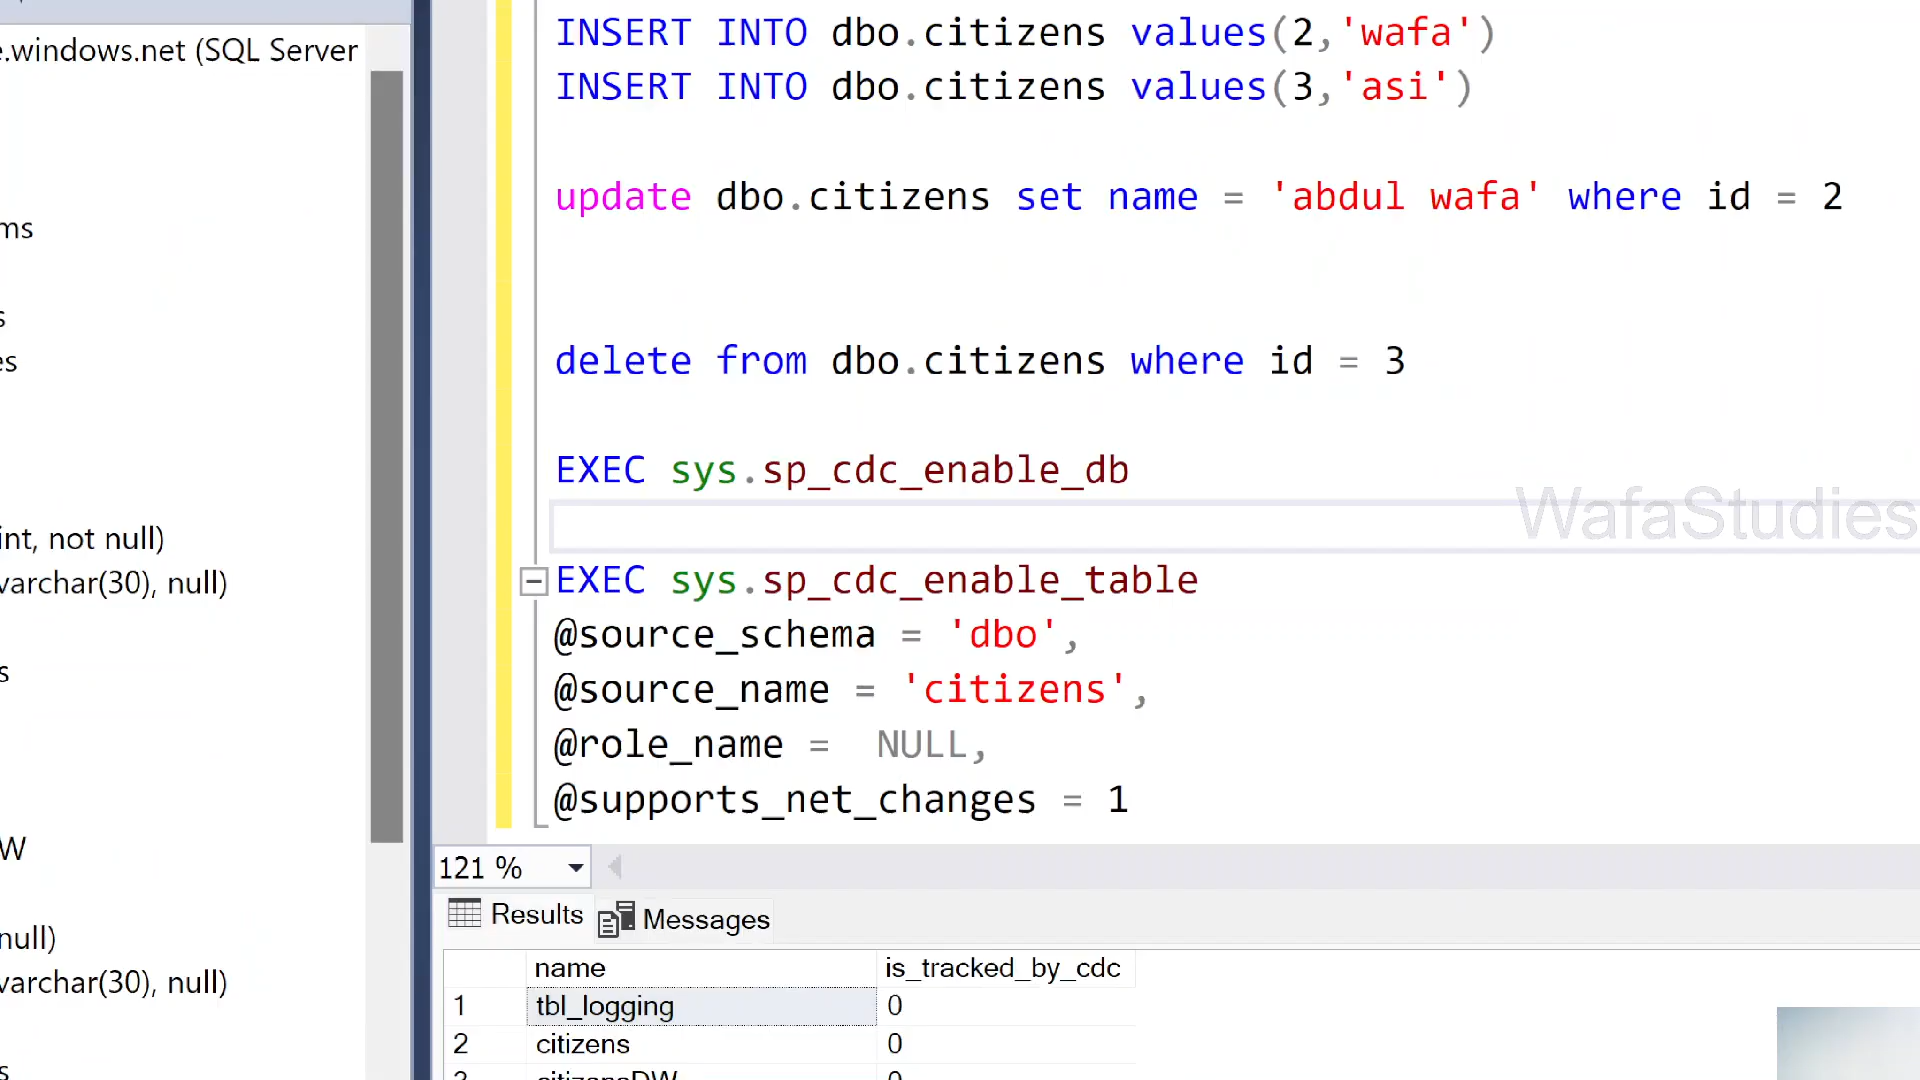 e.windows.net (SQL Server
ms
s
es
int, not null)
varchar(30), null)
s
W
null)
varchar(30), null)
s
INSERT INTO dbo.citizens values(2,'wafa')
INSERT INTO dbo.citizens values(3,'asi')
update dbo.citizens set name = 'abdul wafa' where id = 2
delete from dbo.citizens where id = 3
EXEC sys.sp_cdc_enable_db
WafaStudies
EXEC sys.sp_cdc_enable_table
@source_schema = 'dbo',
@source_name = 'citizens',
@role_name = NULL,
@supports_net_changes = 1
121 %
Results Messages
name is_tracked_by_cdc
1 tbl_logging 0
2 citizens 0
3 citizensDW 0